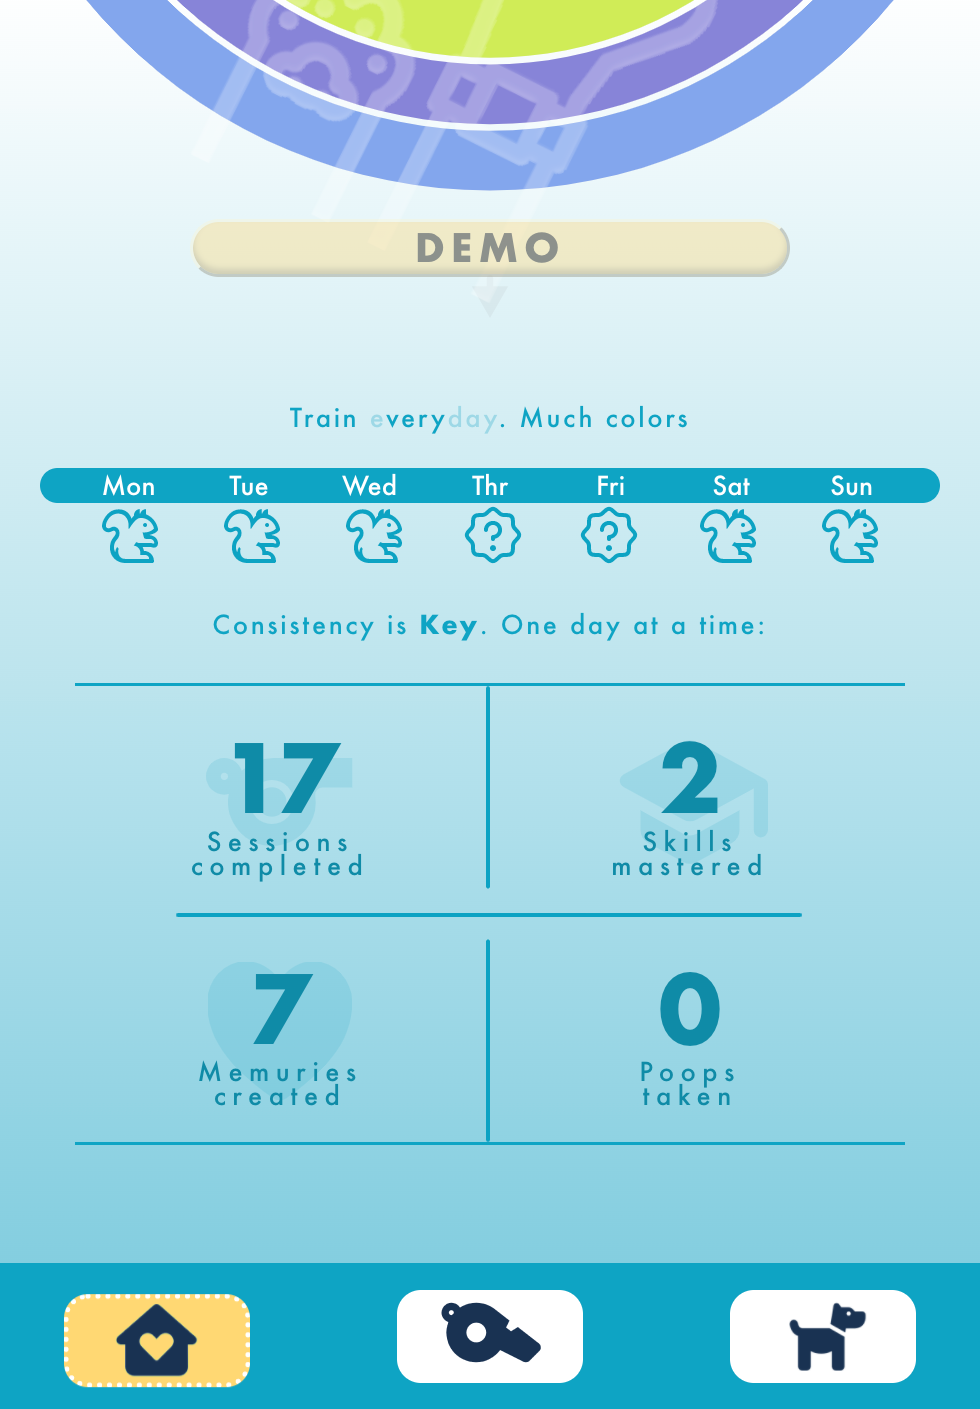 DEMO
Train everyday. Much colors
Mon Tue Wed Thr Fri Sat Sun
? ?
Consistency is Key. One day at a time:
17 2
Sessions Skills
completed mastered
7 0
Memuries Poops
created taken